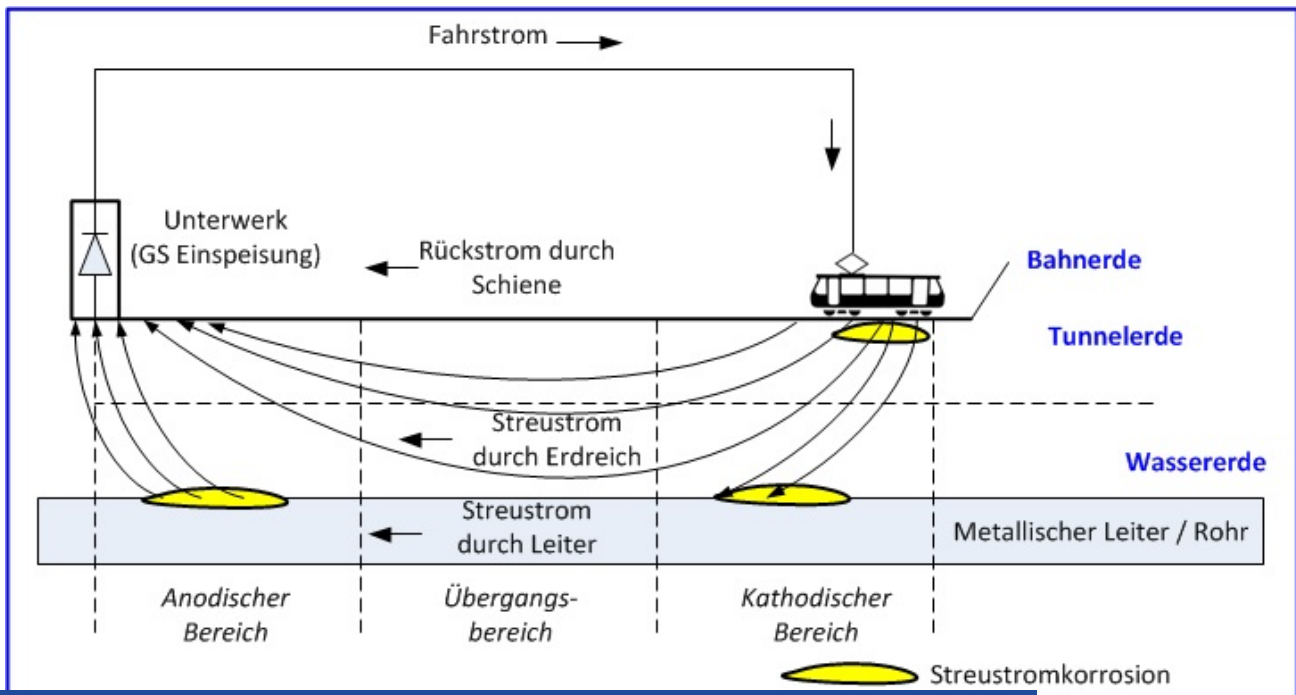 Fahrstrom
Unterwerk
(GS Einspeisung)
Rückstrom durch
Schiene
Bahnerde
Tunnelerde
Streustrom
durch Erdreich
Wassererde
Streustrom
durch Leiter
Metallischer Leiter / Rohr
Anodischer
Bereich
Übergangs-
bereich
Kathodischer
Bereich
Streustromkorrosion